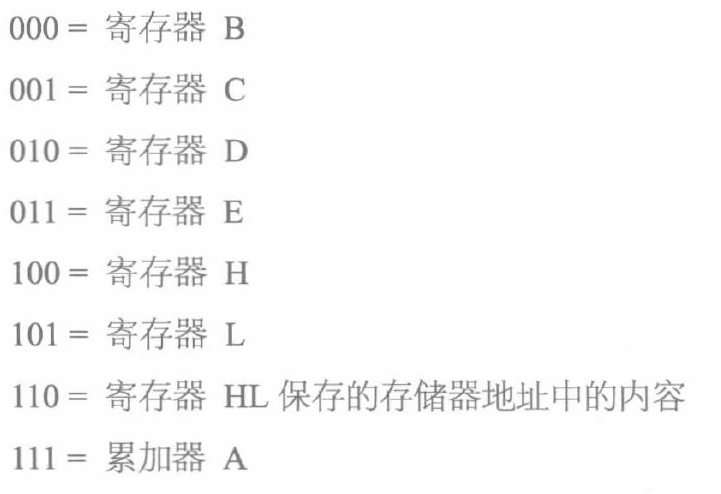 000 = 寄存器 B
001 = 寄存器 C
010 = 寄存器 D
011 = 寄存器 E
100 = 寄存器 H
101 = 寄存器 L
110 = 寄存器 HL 保存的存储器地址中的内容
111 = 累加器 A